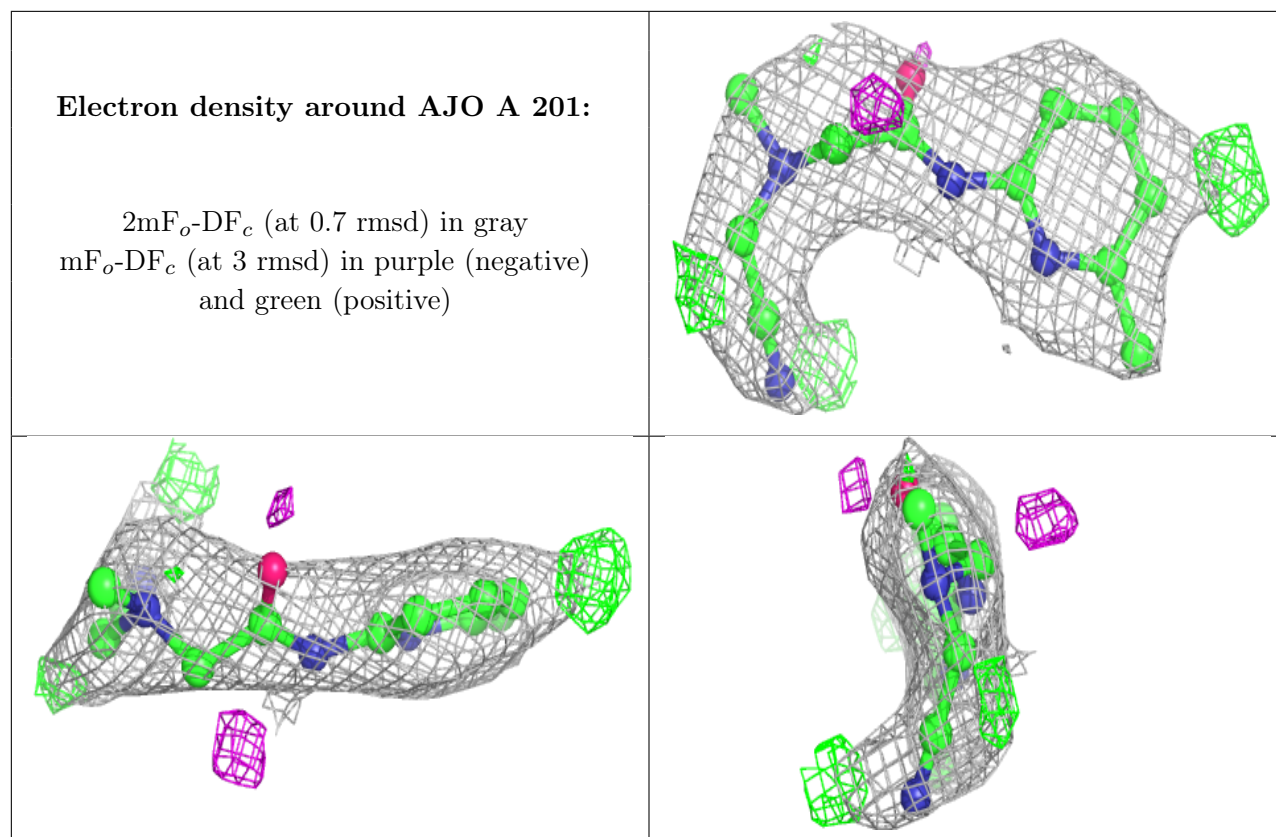 Electron density around AJO A 201:
2mFₒ-DF𝒸 (at 0.7 rmsd) in gray
mFₒ-DF𝒸 (at 3 rmsd) in purple (negative)
and green (positive)